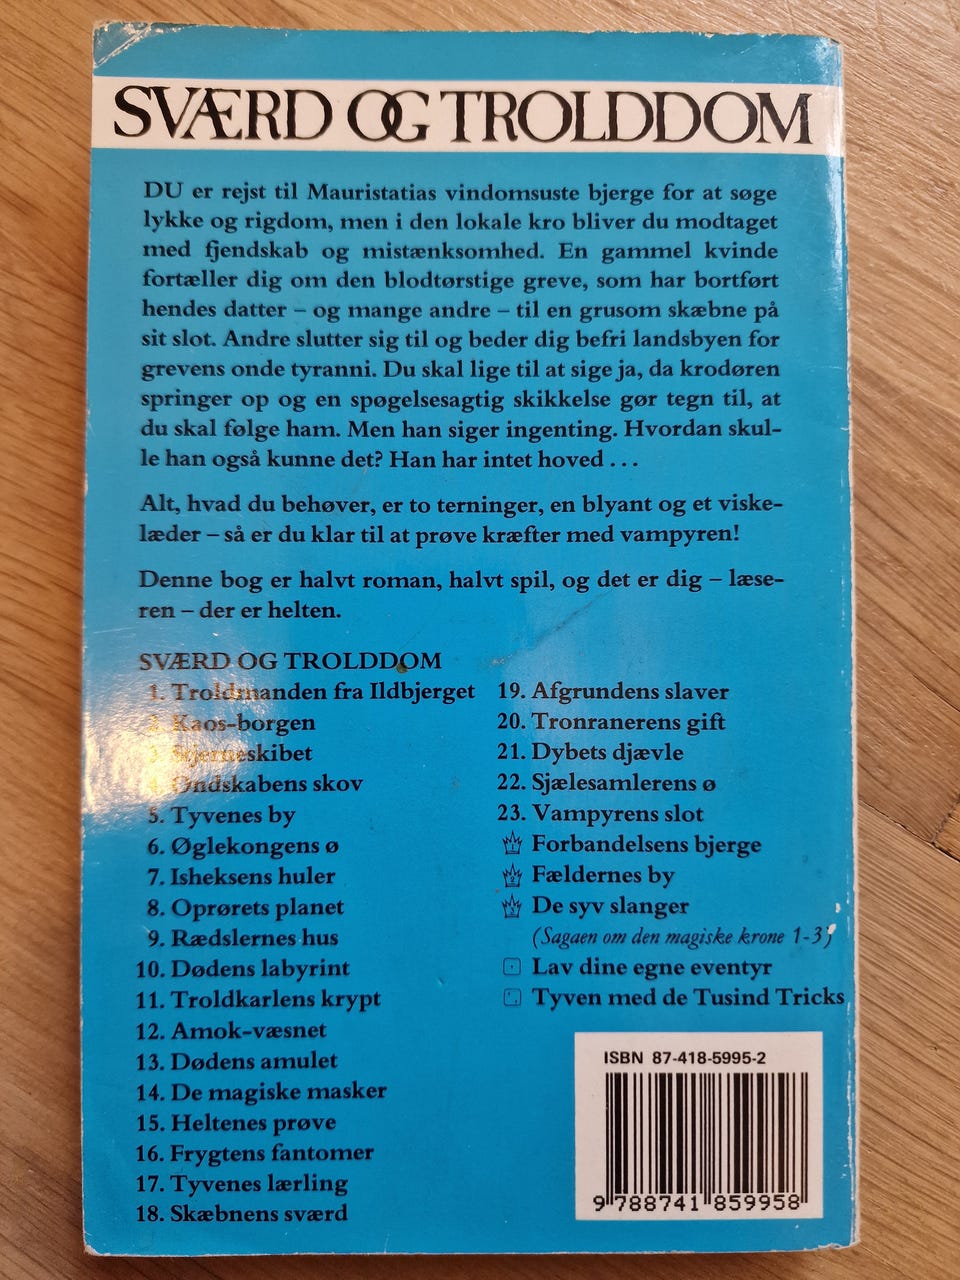 SVÆRD OG TROLDDOM
DU er rejst til Mauristatias vindomsuste bjerge for at søge
lykke og rigdom, men i den lokale kro bliver du modtaget
med fjendskab og mistænksomhed. En gammel kvinde
fortæller dig om den blodtørstige greve, som har bortført
hendes datter – og mange andre – til en grusom skæbne på
sit slot. Andre slutter sig til og beder dig befri landsbyen for
grevens onde tyranni. Du skal lige til at sige ja, da krodøren
springer op og en spøgelsesagtig skikkelse gør tegn til, at
du skal følge ham. Men han siger ingenting. Hvordan skul-
le han også kunne det? Han har intet hoved . . .
Alt, hvad du behøver, er to terninger, en blyant og et viske-
læder – så er du klar til at prøve kræfter med vampyren!
Denne bog er halvt roman, halvt spil, og det er dig – læse-
ren – der er helten.
SVÆRD OG TROLDDOM
1. Troldmanden fra Ildbjerget
2. Kaos-borgen
3. Stjerneskibet
4. Ondskabens skov
5. Tyvenes by
6. Øglekongens ø
7. Isheksens huler
8. Oprørets planet
9. Rædslernes hus
10. Dødens labyrint
11. Troldkarlens krypt
12. Amok-væsnet
13. Dødens amulet
14. De magiske masker
15. Heltenes prøve
16. Frygtens fantomer
17. Tyvenes lærling
18. Skæbnens sværd
19. Afgrundens slaver
20. Tronranerens gift
21. Dybets djævle
22. Sjælesamlerens ø
23. Vampyrens slot
1 Forbandelsens bjerge
2 Fældernes by
3 De syv slanger
(Sagaen om den magiske krone 1-3)
Lav dine egne eventyr
Tyven med de Tusind Tricks
ISBN 87-418-5995-2
9 788741 859958